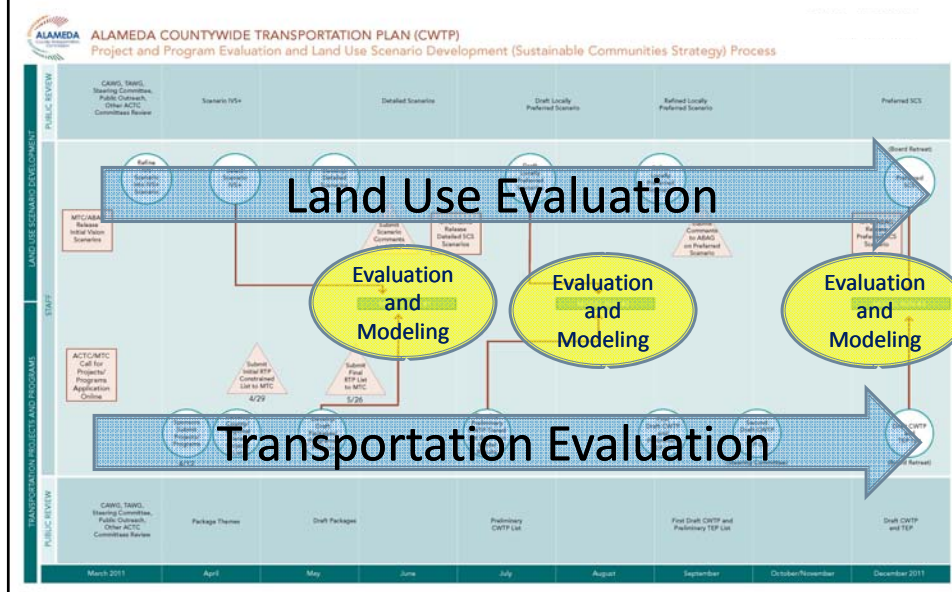 ALAMEDA
ALAMEDA COUNTYWIDE TRANSPORTATION PLAN (CWTP)
Project and Program Evaluation and Land Use Scenario Development (Sustainable Communities Strategy) Process
LAND USE SCENARIO DEVELOPMENT
PUBLIC REVIEW
CAWG, TAWG,
Steering Committee,
Public Outreach,
Other ACTC
Committees Review
Scenario IVS+
Detailed Scenarios
Draft Locally
Preferred Scenario
Refined Locally
Preferred Scenario
Preferred SCS
(Board Retreat)
Refine
Scenario
IVS+
Land Use Evaluation
MTC/ABAG
Release
Initial Vision
Scenarios
Submit
Scenario
Comments
Release
Detailed SCS
Scenarios
Submit
Comments
to ABAG
on Preferred
Scenario
STAFF
Evaluation
and
Modeling
Evaluation
and
Modeling
Evaluation
and
Modeling
TRANSPORTATION PROJECTS AND PROGRAMS
ACTC/MTC
Call for
Projects/
Programs
Application
Online
Submit
Initial RTP
Constrained
List to MTC
4/29
Submit
Final
RTP List
to MTC
5/26
Transportation Evaluation
(Board Retreat)
PUBLIC REVIEW
CAWG, TAWG,
Steering Committee,
Public Outreach,
Other ACTC
Committees Review
Package Themes
Draft Packages
Preliminary
CWTP List
First Draft CWTP and
Preliminary TEP List
Draft CWTP
and TEP
March 2011
April
May
June
July
August
September
October/November
December 2011